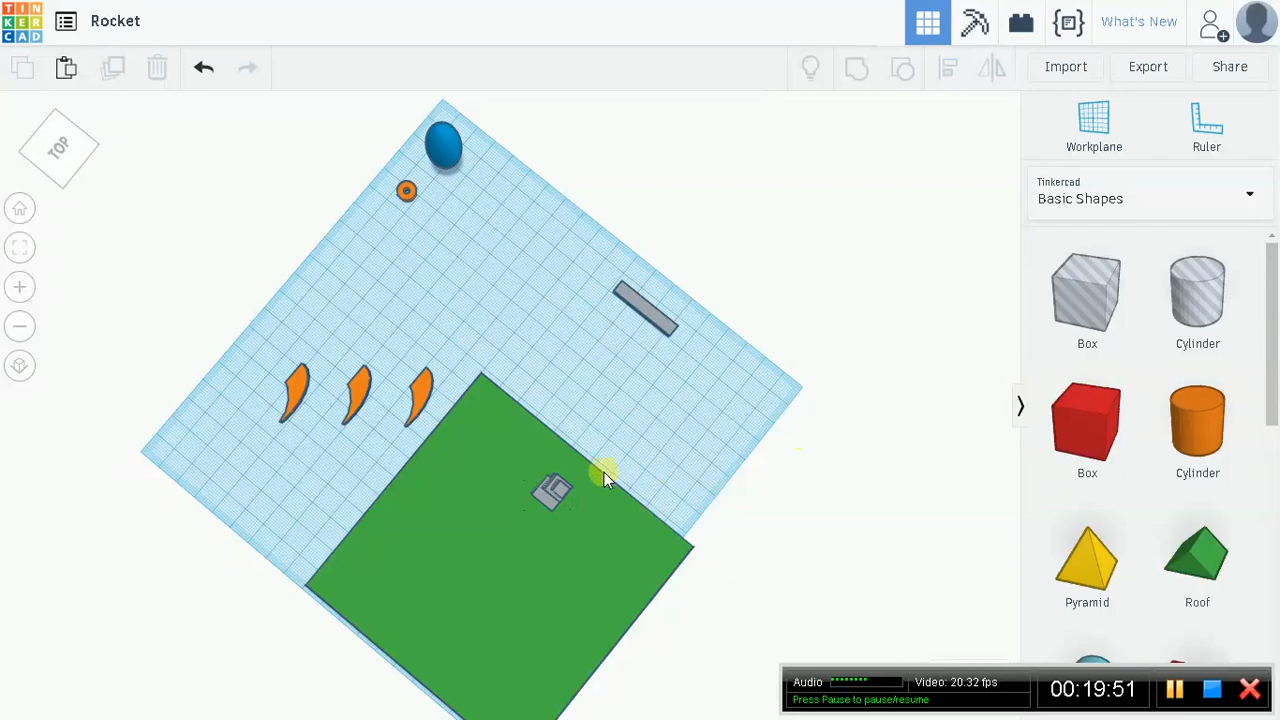 TIN
KER
CAD
Rocket
What's New
Import
Export
Share
TOP
Workplane
Ruler
Tinkercad
Basic Shapes
Box
Cylinder
Box
Cylinder
Pyramid
Roof
Audio
Video: 20.32 fps
Press Pause to pause/resume
00:19:51